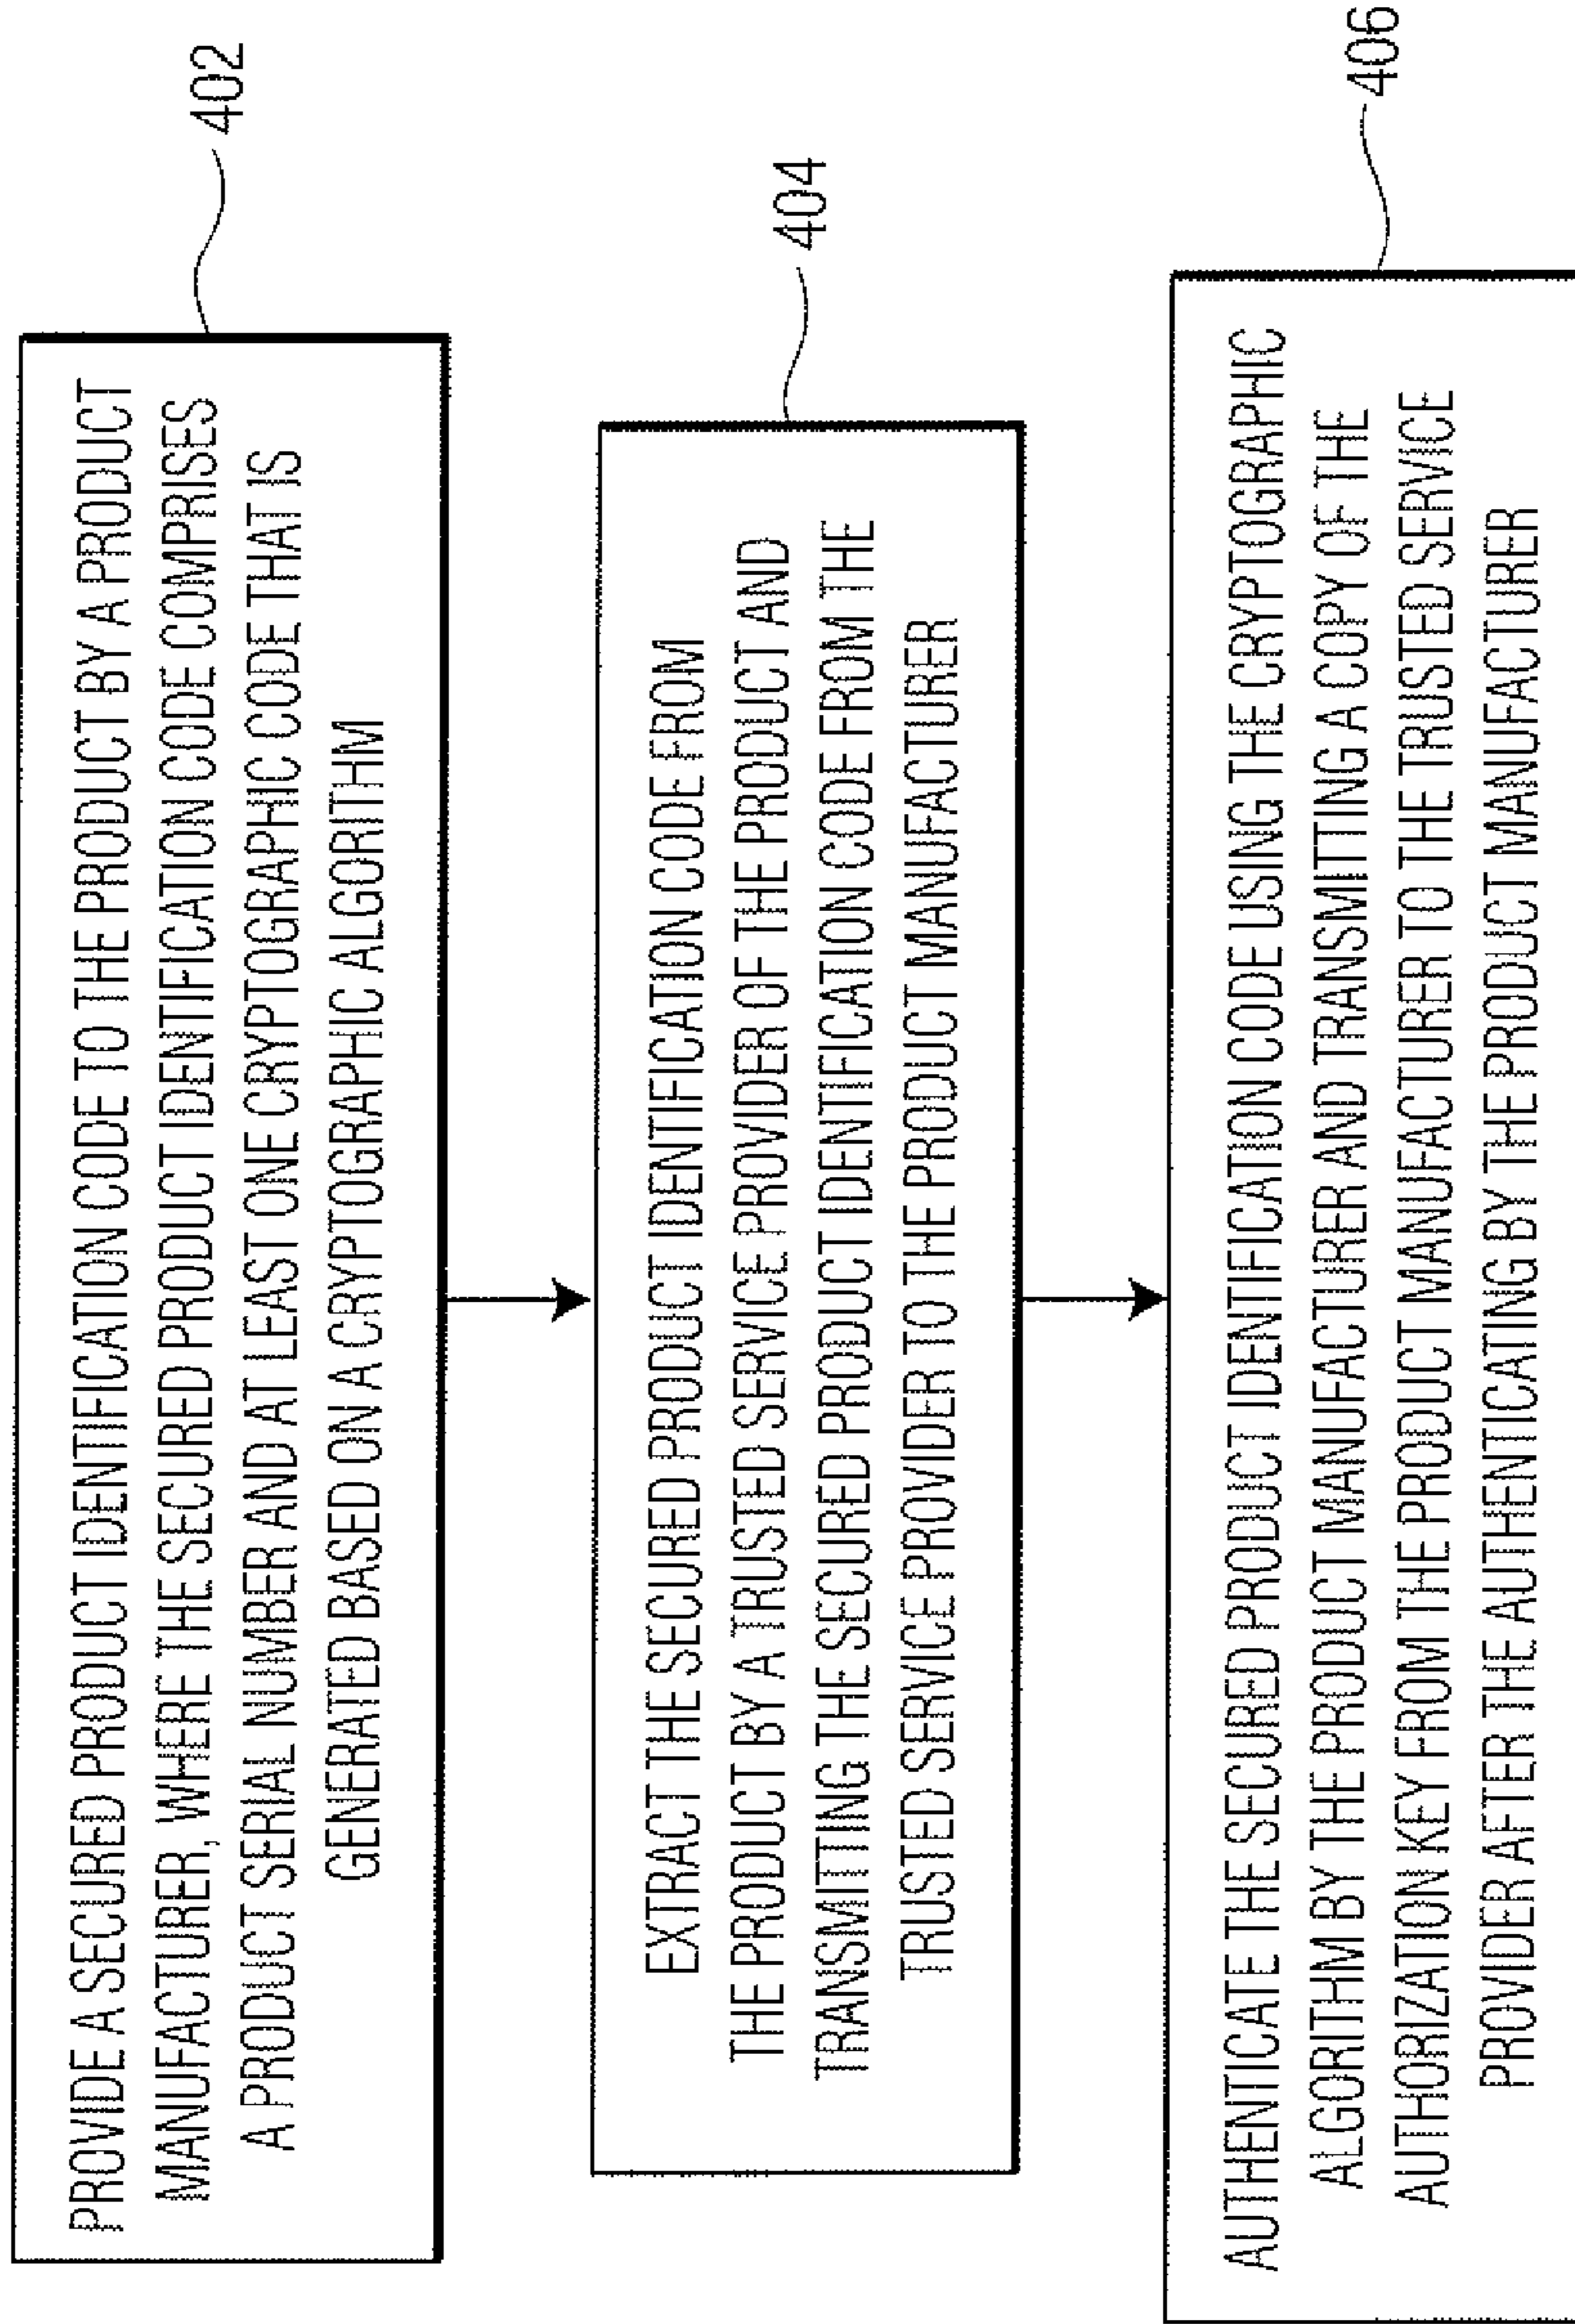 PROVIDE A SECURED PRODUCT IDENTIFICATION CODE TO THE PRODUCT BY A PRODUCT
MANUFACTURER, WHERE THE SECURED PRODUCT IDENTIFICATION CODE COMPRISES
A PRODUCT SERIAL NUMBER AND AT LEAST ONE CRYPTOGRAPHIC CODE THAT IS
GENERATED BASED ON A CRYPTOGRAPHIC ALGORITHM
402
EXTRACT THE SECURED PRODUCT IDENTIFICATION CODE FROM
THE PRODUCT BY A TRUSTED SERVICE PROVIDER OF THE PRODUCT AND
TRANSMITTING THE SECURED PRODUCT IDENTIFICATION CODE FROM THE
TRUSTED SERVICE PROVIDER TO THE PRODUCT MANUFACTURER
404
AUTHENTICATE THE SECURED PRODUCT IDENTIFICATION CODE USING THE CRYPTOGRAPHIC
ALGORITHM BY THE PRODUCT MANUFACTURER AND TRANSMITTING A COPY OF THE
AUTHORIZATION KEY FROM THE PRODUCT MANUFACTURER TO THE TRUSTED SERVICE
PROVIDER AFTER THE AUTHENTICATING BY THE PRODUCT MANUFACTURER
406